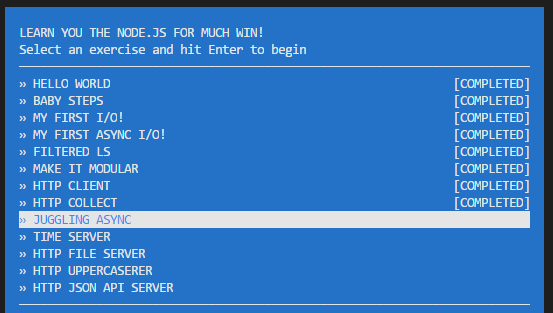 LEARN YOU THE NODE.JS FOR MUCH WIN!
Select an exercise and hit Enter to begin
» HELLO WORLD [COMPLETED]
» BABY STEPS [COMPLETED]
» MY FIRST I/O! [COMPLETED]
» MY FIRST ASYNC I/O! [COMPLETED]
» FILTERED LS [COMPLETED]
» MAKE IT MODULAR [COMPLETED]
» HTTP CLIENT [COMPLETED]
» HTTP COLLECT [COMPLETED]
» JUGGLING ASYNC
» TIME SERVER
» HTTP FILE SERVER
» HTTP UPPERCASERER
» HTTP JSON API SERVER